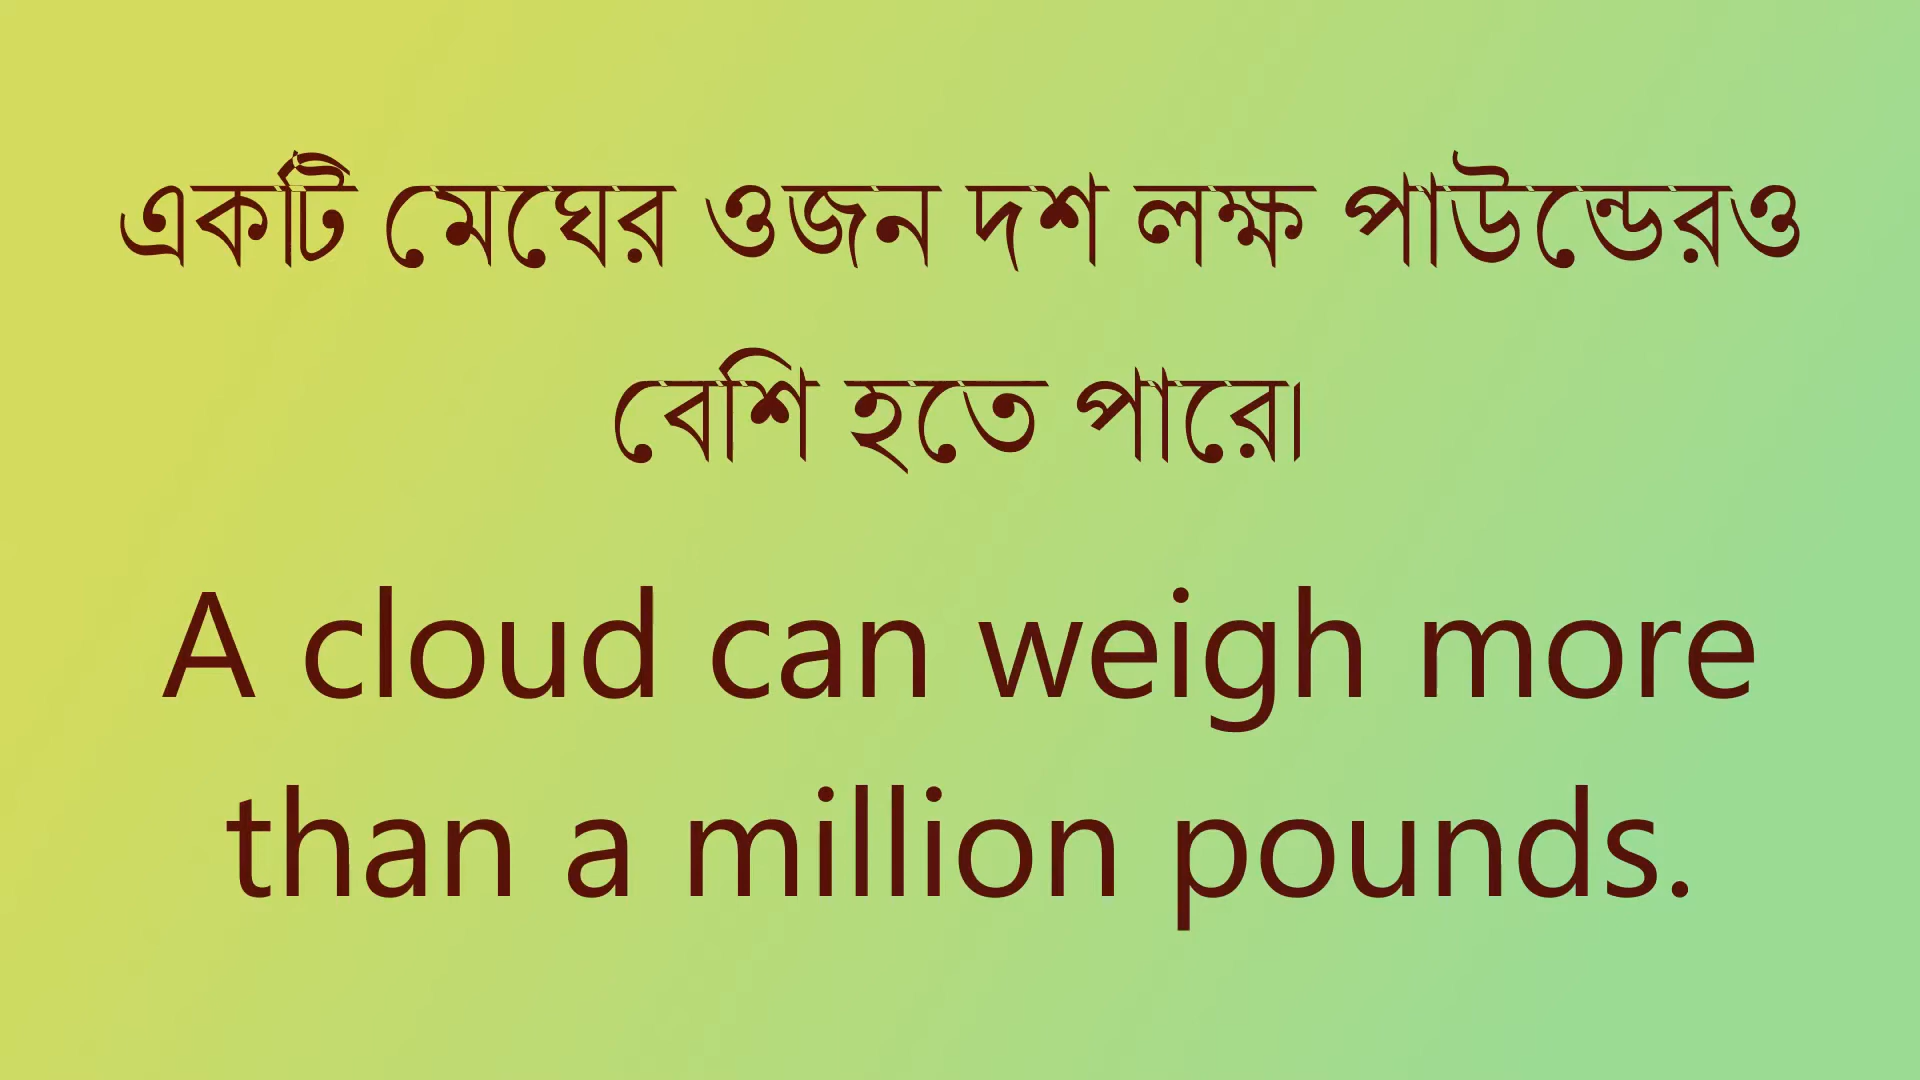 একটি মেঘের ওজন দশ লক্ষ পাউন্ডেরও
বেশি হতে পারে।
A cloud can weigh more
than a million pounds.